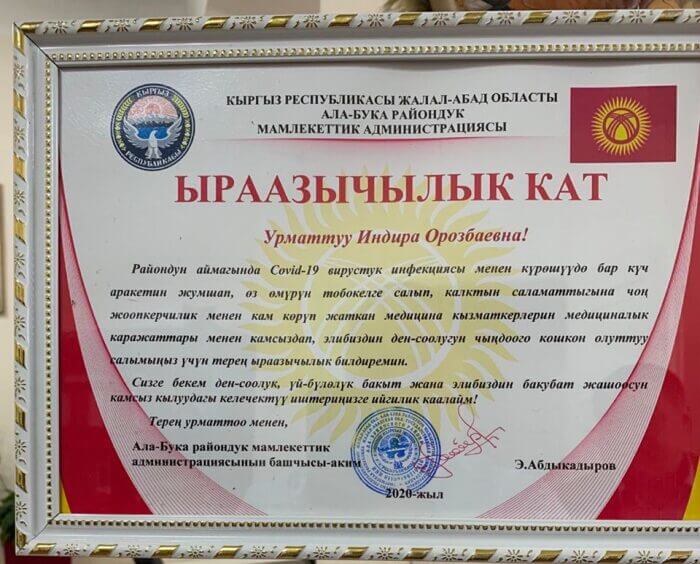 КЫРГЫЗ
РЕСПУБЛИКАСЫ
КЫРГЫЗ РЕСПУБЛИКАСЫ ЖАЛАЛ-АБАД ОБЛАСТЫ
АЛА-БУКА РАЙОНДУК
МАМЛЕКЕТТИК АДМИНИСТРАЦИЯСЫ
ЫРААЗЫЧЫЛЫК КАТ
Урматтуу Индира Орозбаевна!
Райондун аймагында Covid-19 вирустук инфекциясы менен күрөшүүдө бар күч
аракетин жумшап, өз өмүрүн тобокелге салып, калктын саламаттыгына чоң
жоопкерчилик менен кам көрүп жаткан медицина кызматкерлерин медициналык
каражаттары менен камсыздап, элибиздин ден-соолугун чыңдоого кошкон олуттуу
салымыңыз үчүн терең ыраазычылык билдиремин.
Сизге бекем ден-соолук, үй-бүлөлүк бакыт жана элибиздин бакубат жашоосун
камсыз кылуудагы келечектүү иштериңизге ийгилик каалайм!
Терең урматтоо менен,
Ала-Бука райондук мамлекеттик
администрациясынын башчысы-аким
Э.Абдыкадыров
2020-жыл